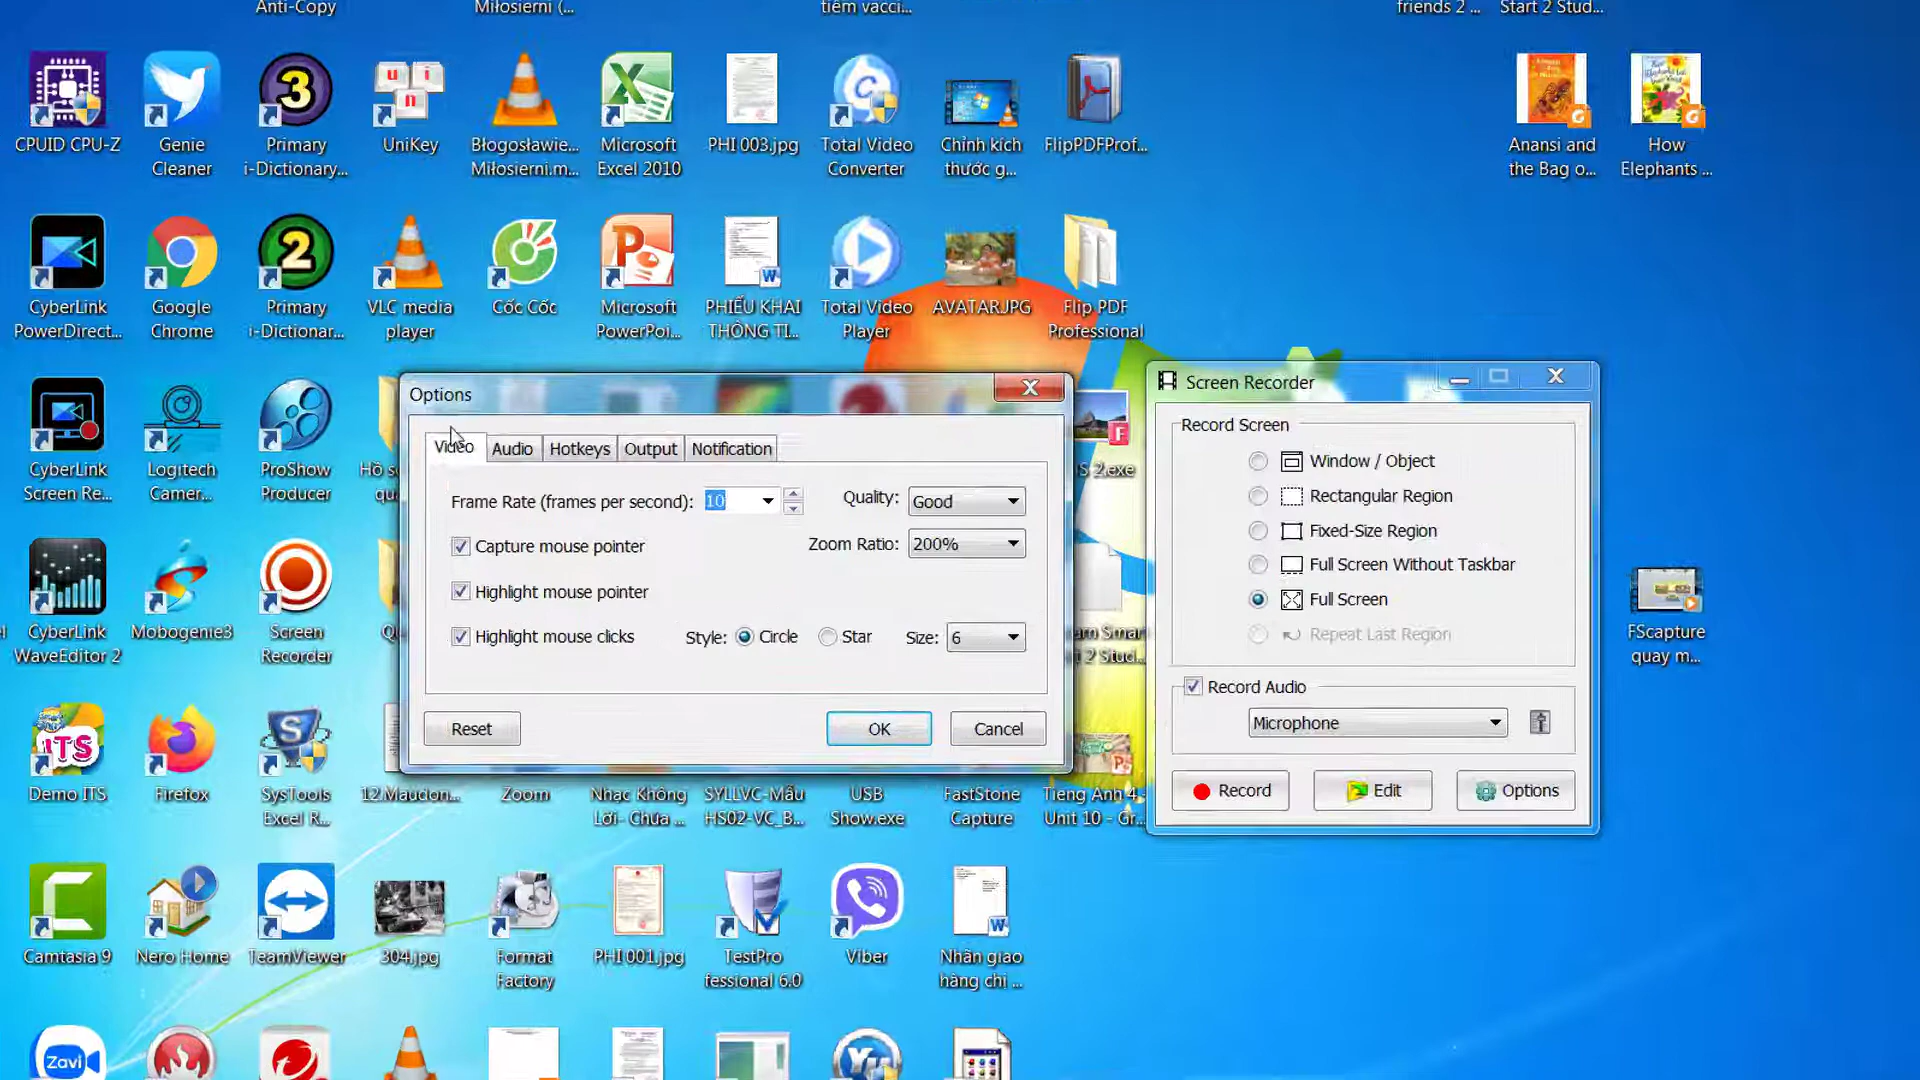 Anti-Copy
Miłosierni (...
tiêm vacci...
friends 2 ...
Start 2 Stud...
CPUID CPU-Z
Genie
Cleaner
Primary
i-Dictionary...
UniKey
Błogosławie...
Miłosierni.m...
Microsoft
Excel 2010
PHI 003.jpg
Total Video
Converter
Chỉnh kích
thước g...
FlipPDFProf...
Anansi and
the Bag o...
How
Elephants ...
CyberLink
PowerDirect...
Google
Chrome
Primary
i-Dictionar...
VLC media
player
Cốc Cốc
Microsoft
PowerPoi...
PHIẾU KHAI
THÔNG TI...
Total Video
Player
AVATAR.JPG
Flip PDF
Professional
Options
Video
Audio
Hotkeys
Output
Notification
Frame Rate (frames per second):
10
Quality:
Good
Capture mouse pointer
Zoom Ratio:
200%
Highlight mouse pointer
Highlight mouse clicks
Style:
Circle
Star
Size:
6
Reset
OK
Cancel
Screen Recorder
Record Screen
Window / Object
Rectangular Region
Fixed-Size Region
Full Screen Without Taskbar
Full Screen
Repeat Last Region
Record Audio
Microphone
Record
Edit
Options
CyberLink
Screen Re...
Logitech
Camer...
ProShow
Producer
CyberLink
WaveEditor 2
Mobogenie3
Screen
Recorder
FScapture
quay m...
ITS
Demo ITS
Firefox
SysTools
Excel R...
12.Maudon...
Zoom
Nhạc Không
Lời- Chúa ...
SYLLVC-Mẫu
HS02-VC_B...
USB
Show.exe
FastStone
Capture
Tieng Anh 4 -
Unit 10 - Gr...
Camtasia 9
Nero Home
TeamViewer
304.jpg
Format
Factory
PHI 001.jpg
TestPro
fessional 6.0
Viber
Nhãn giao
hàng chi ...
Zavi